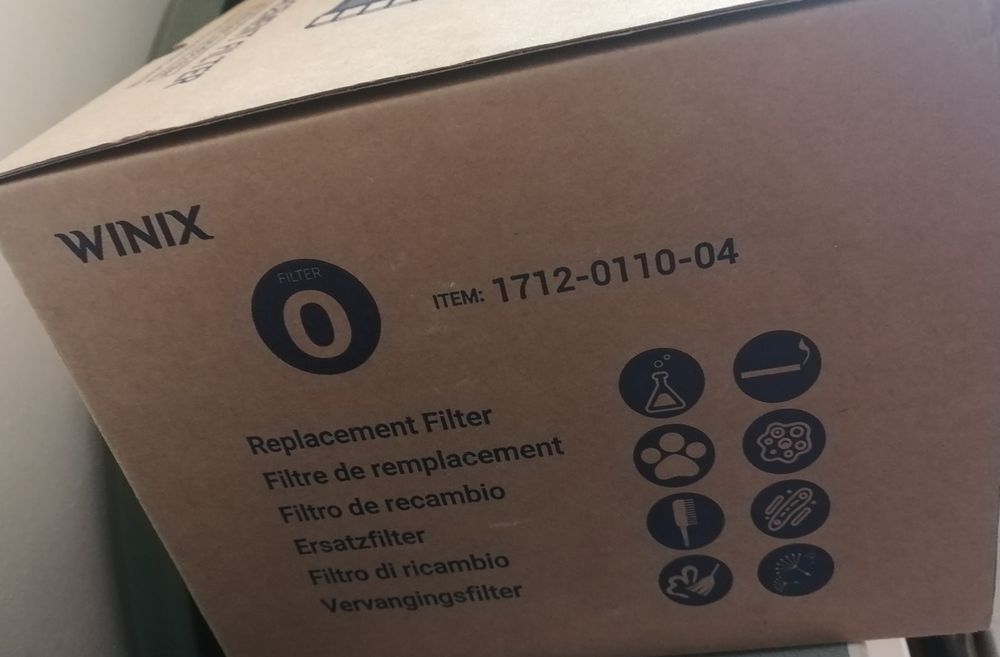 WINIX
FILTER
O
ITEM: 1712-0110-04
Replacement Filter
Filtre de remplacement
Filtro de recambio
Ersatzfilter
Filtro di ricambio
Vervangingsfilter